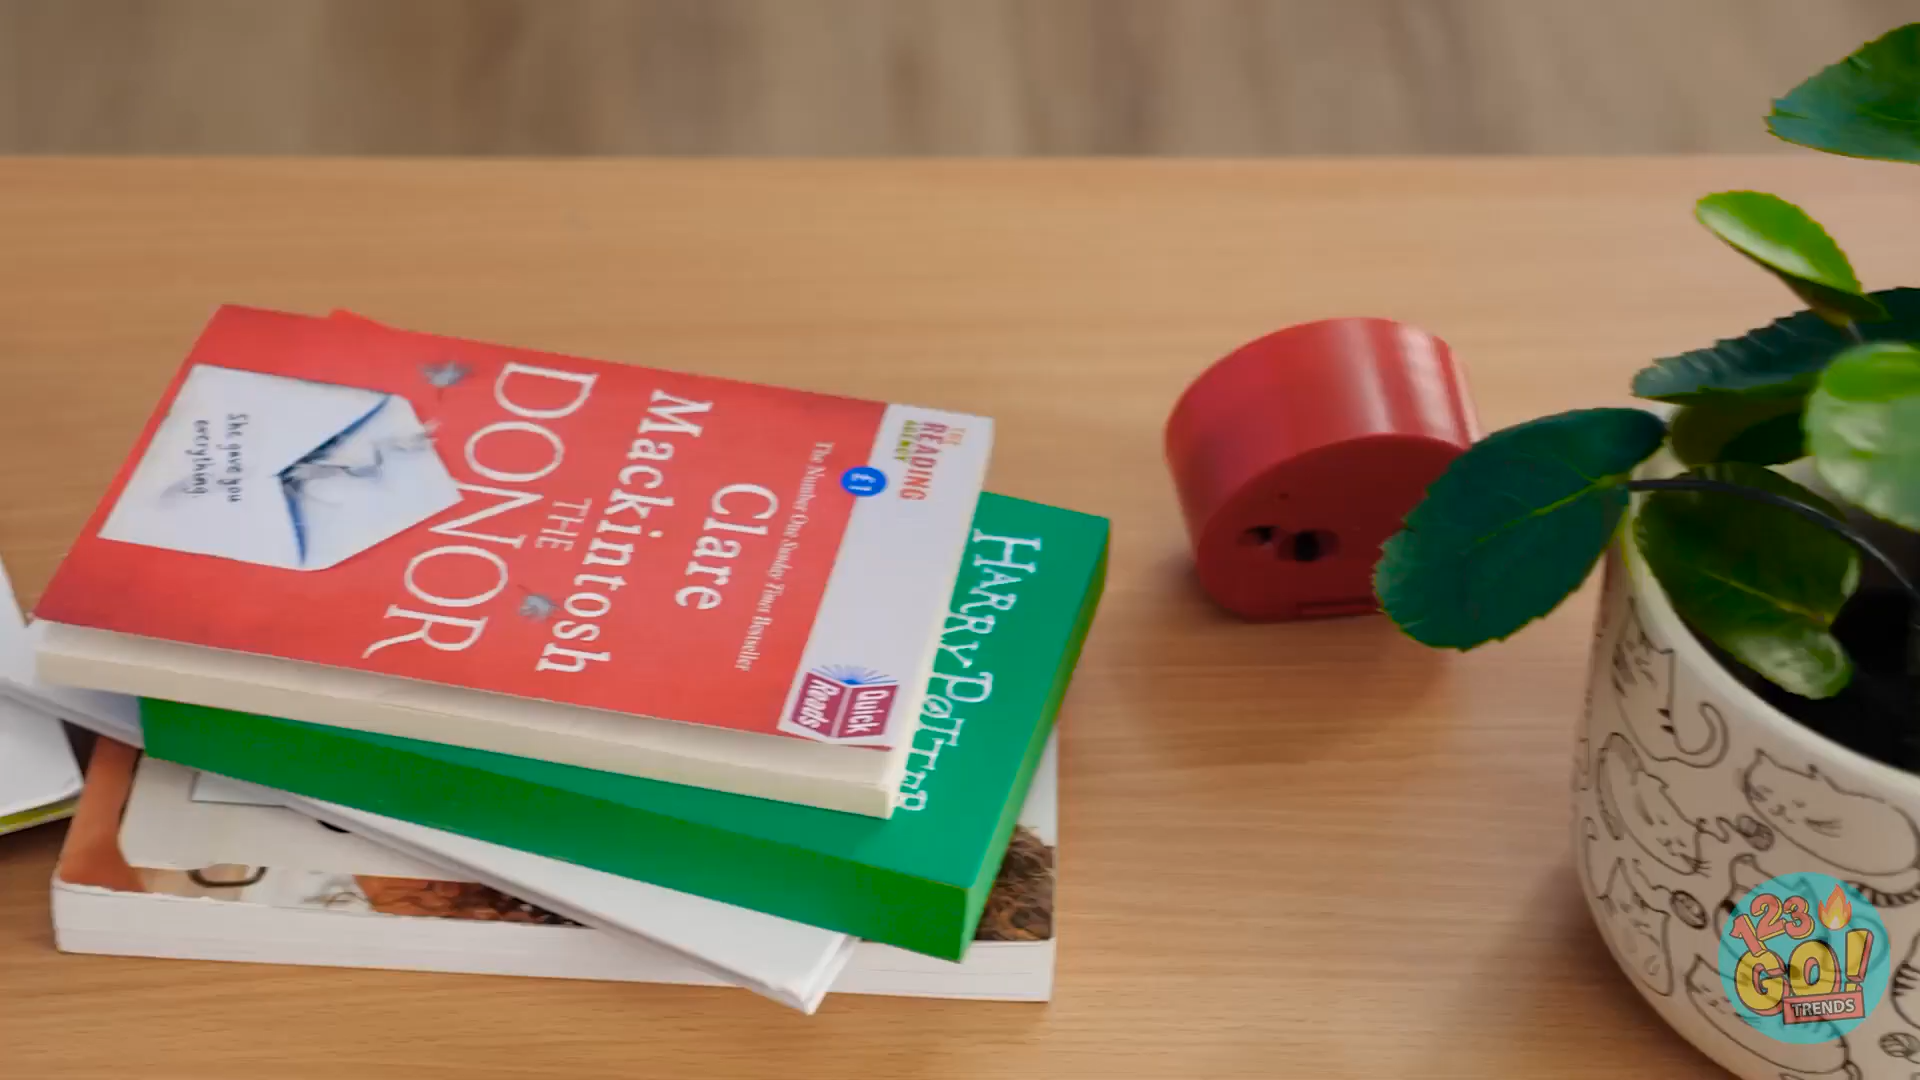 THE
READING
AGENCY
£1
The Number One Sunday Times Bestseller
Clare
Mackintosh
THE
DONOR
She gave you
everything.
Quick
Reads
HARRY POTTER
123
GO!
TRENDS